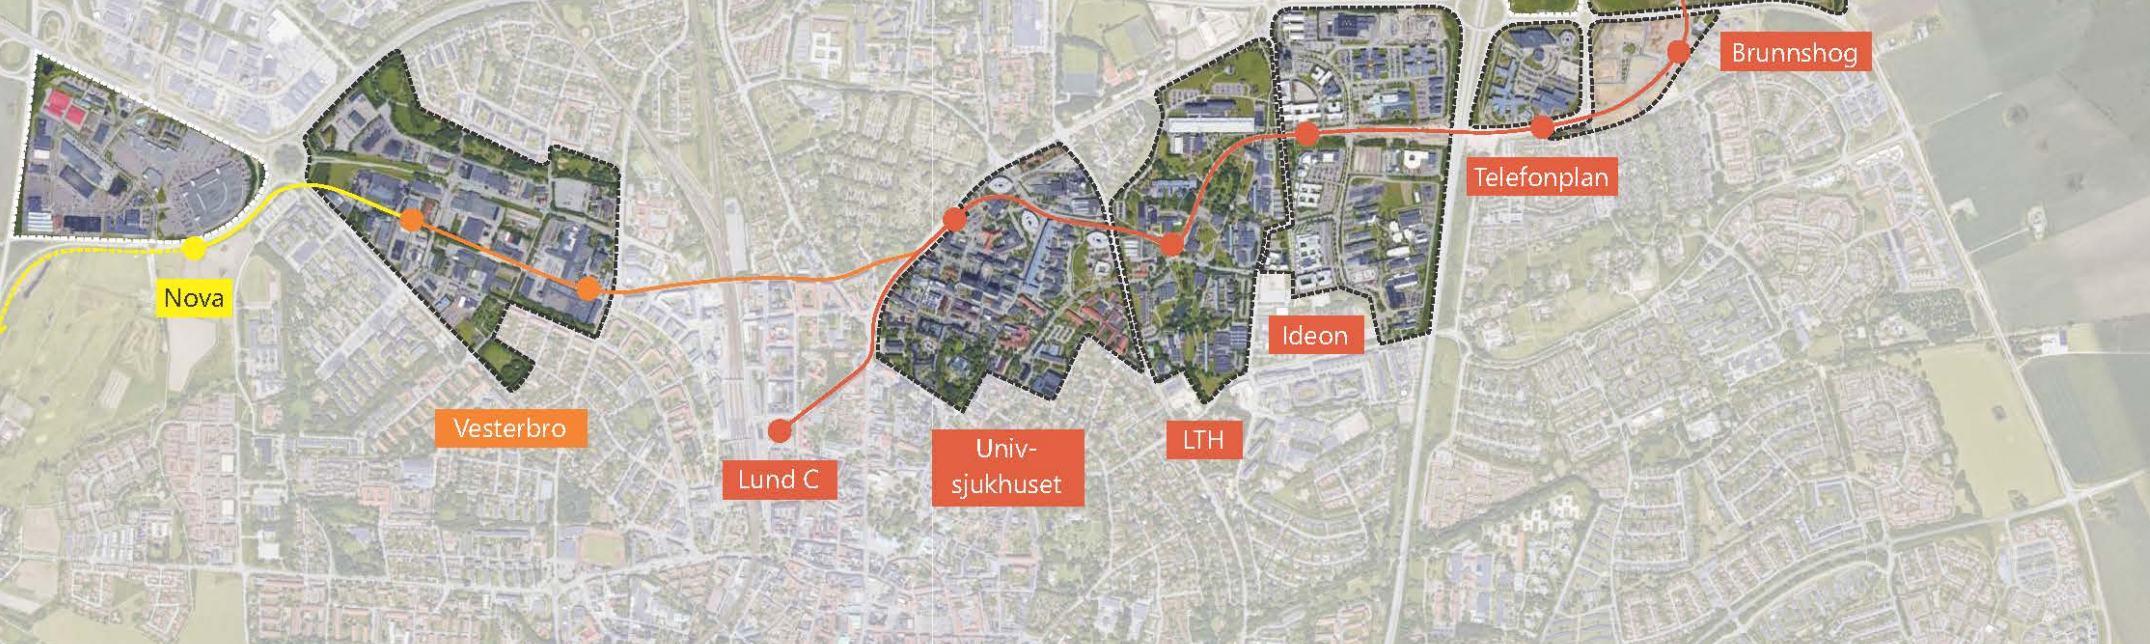 Brunnshog
Telefonplan
Nova
Ideon
Vesterbro
LTH
Univ-
sjukhuset
Lund C